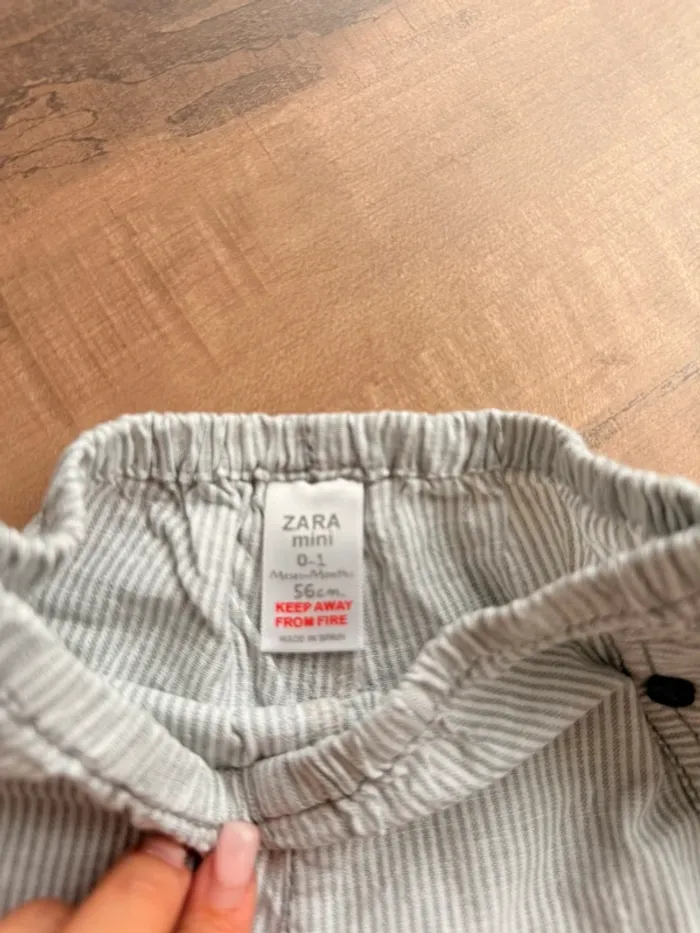 ZARA
mini
0-1
Meses-Months
56cm.
KEEP AWAY
FROM FIRE
MADE IN SPAIN